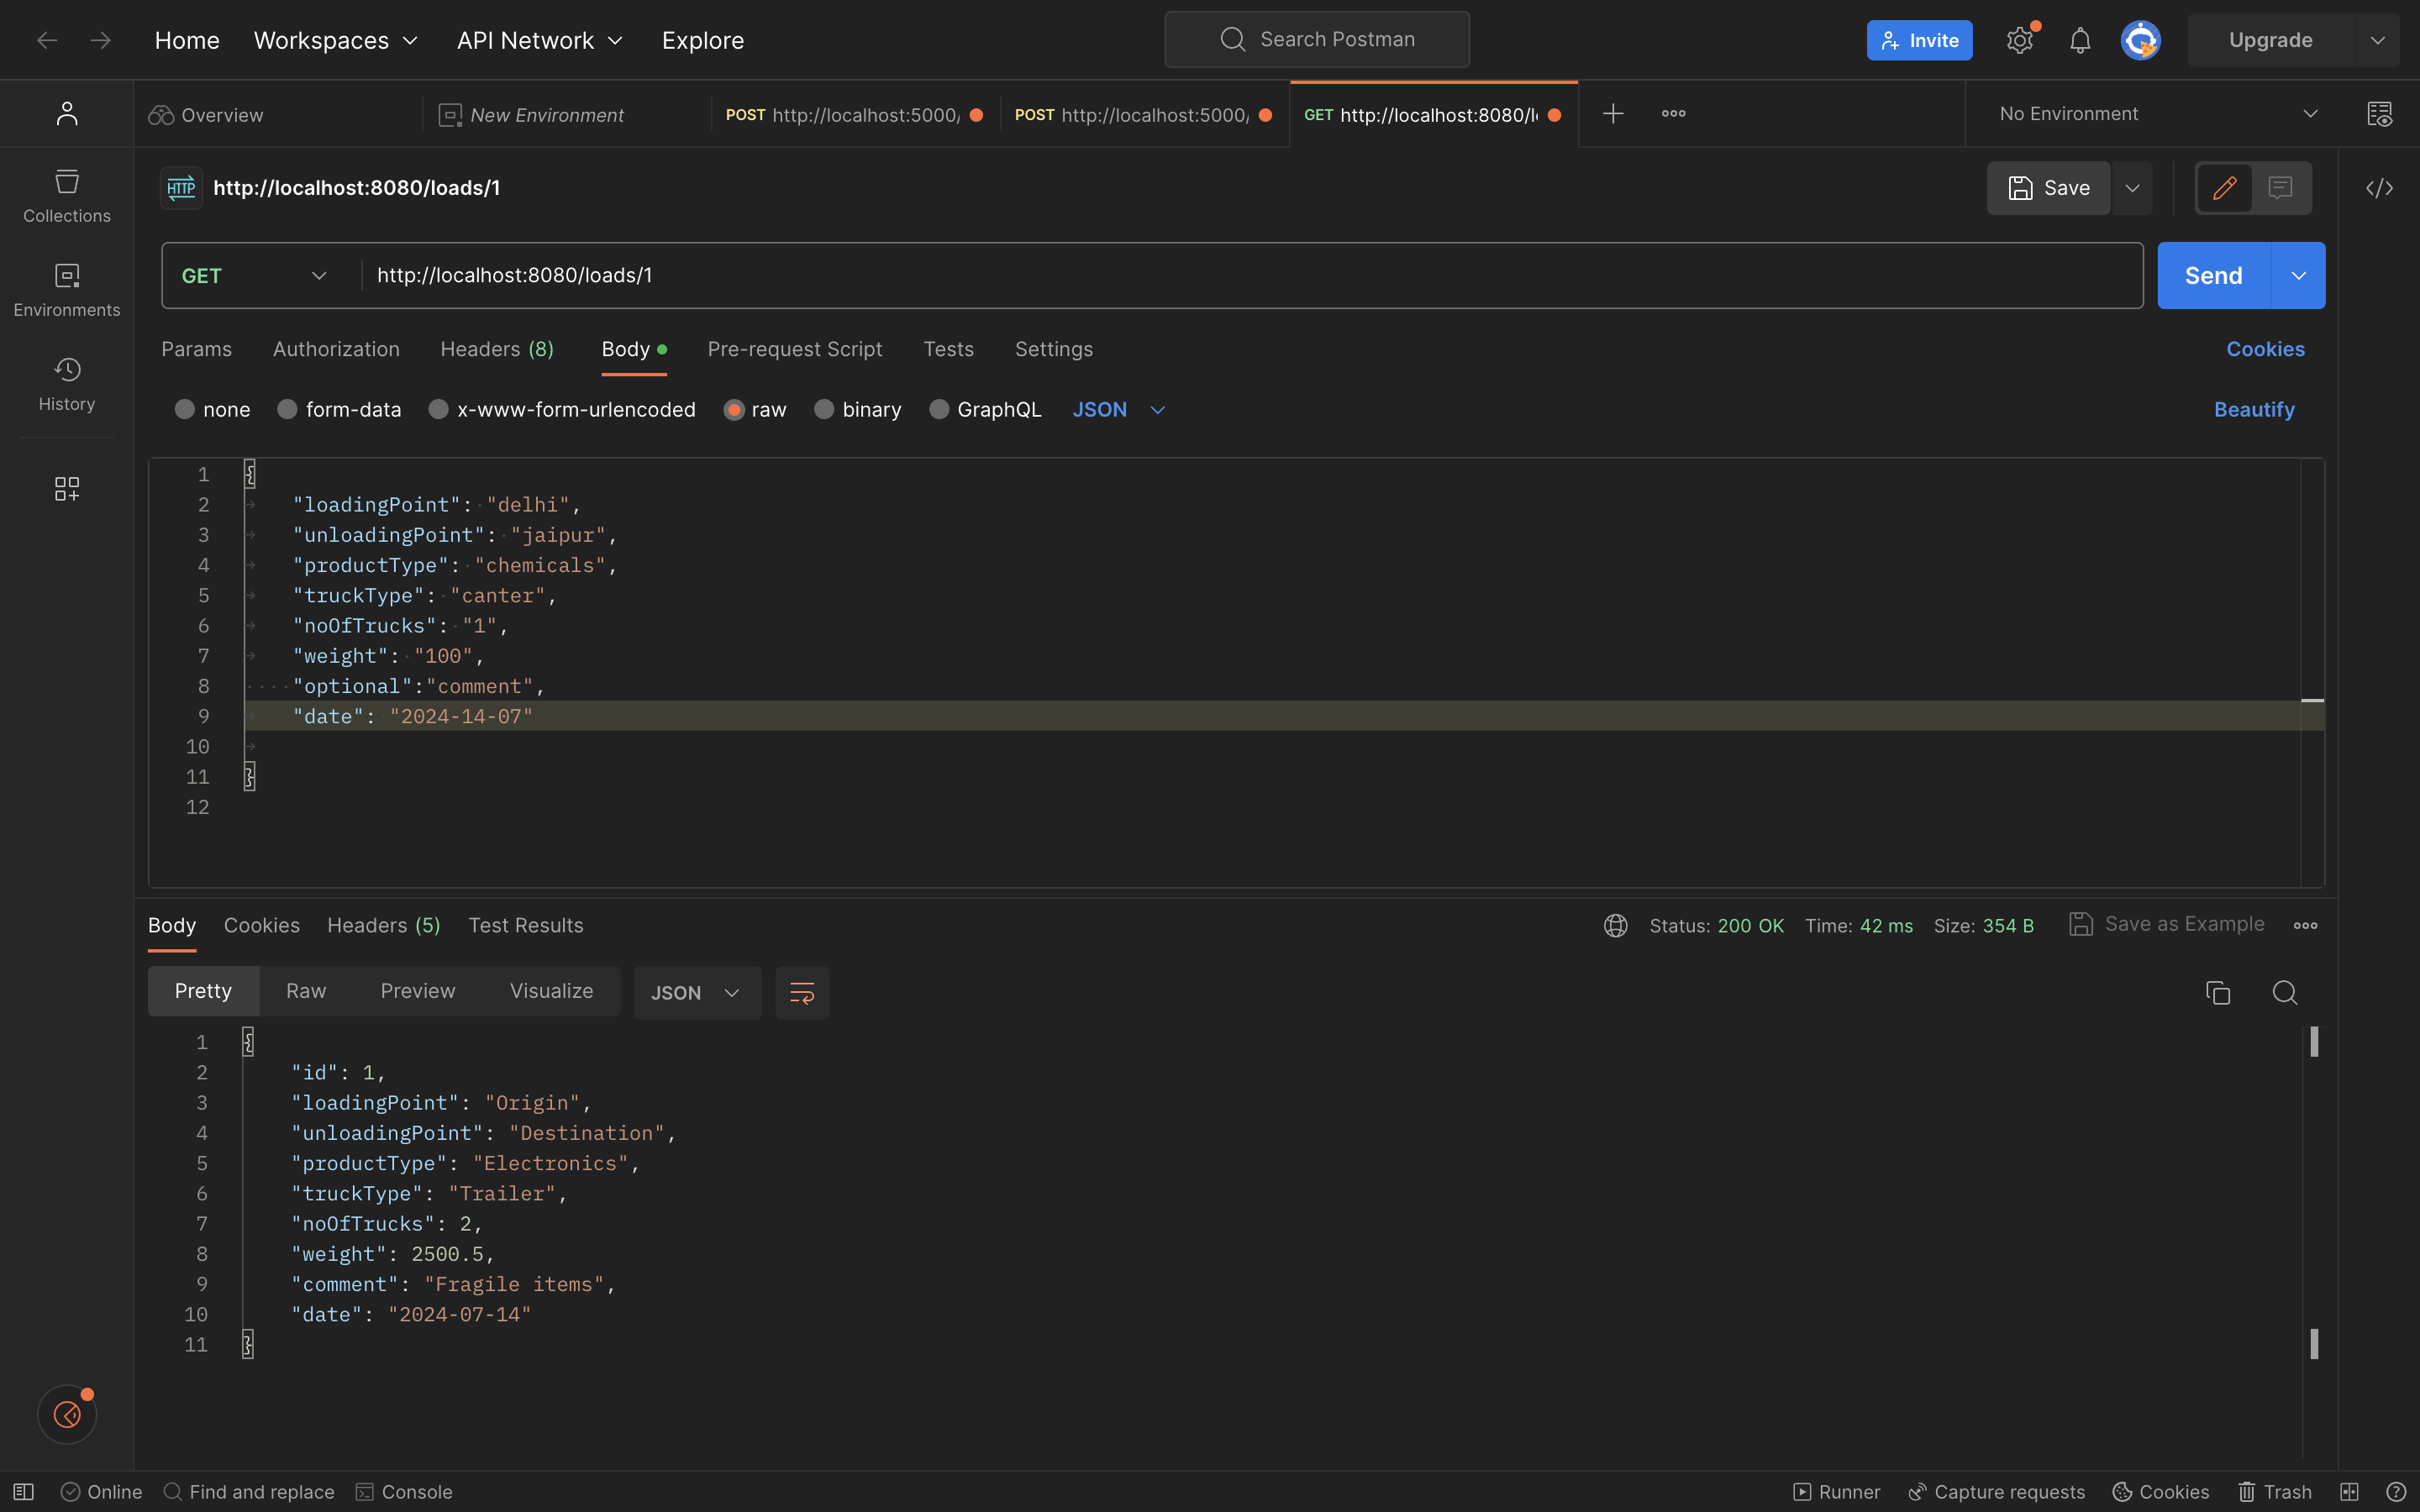 Home Workspaces API Network Explore Search Postman Invite Upgrade
Overview New Environment POST http://localhost:5000/ POST http://localhost:5000/ GET http://localhost:8080/l No Environment
HTTP http://localhost:8080/loads/1 Save
Collections
Environments
History
GET http://localhost:8080/loads/1 Send
Params Authorization Headers (8) Body Pre-request Script Tests Settings Cookies
none form-data x-www-form-urlencoded raw binary GraphQL JSON Beautify
1 {
2 "loadingPoint": "delhi",
3 "unloadingPoint": "jaipur",
4 "productType": "chemicals",
5 "truckType": "canter",
6 "noOfTrucks": "1",
7 "weight": "100",
8 "optional":"comment",
9 "date": "2024-14-07"
10
11 }
12
Body Cookies Headers (5) Test Results Status: 200 OK Time: 42 ms Size: 354 B Save as Example
Pretty Raw Preview Visualize JSON
1 {
2 "id": 1,
3 "loadingPoint": "Origin",
4 "unloadingPoint": "Destination",
5 "productType": "Electronics",
6 "truckType": "Trailer",
7 "noOfTrucks": 2,
8 "weight": 2500.5,
9 "comment": "Fragile items",
10 "date": "2024-07-14"
11 }
Online Find and replace Console Runner Capture requests Cookies Trash